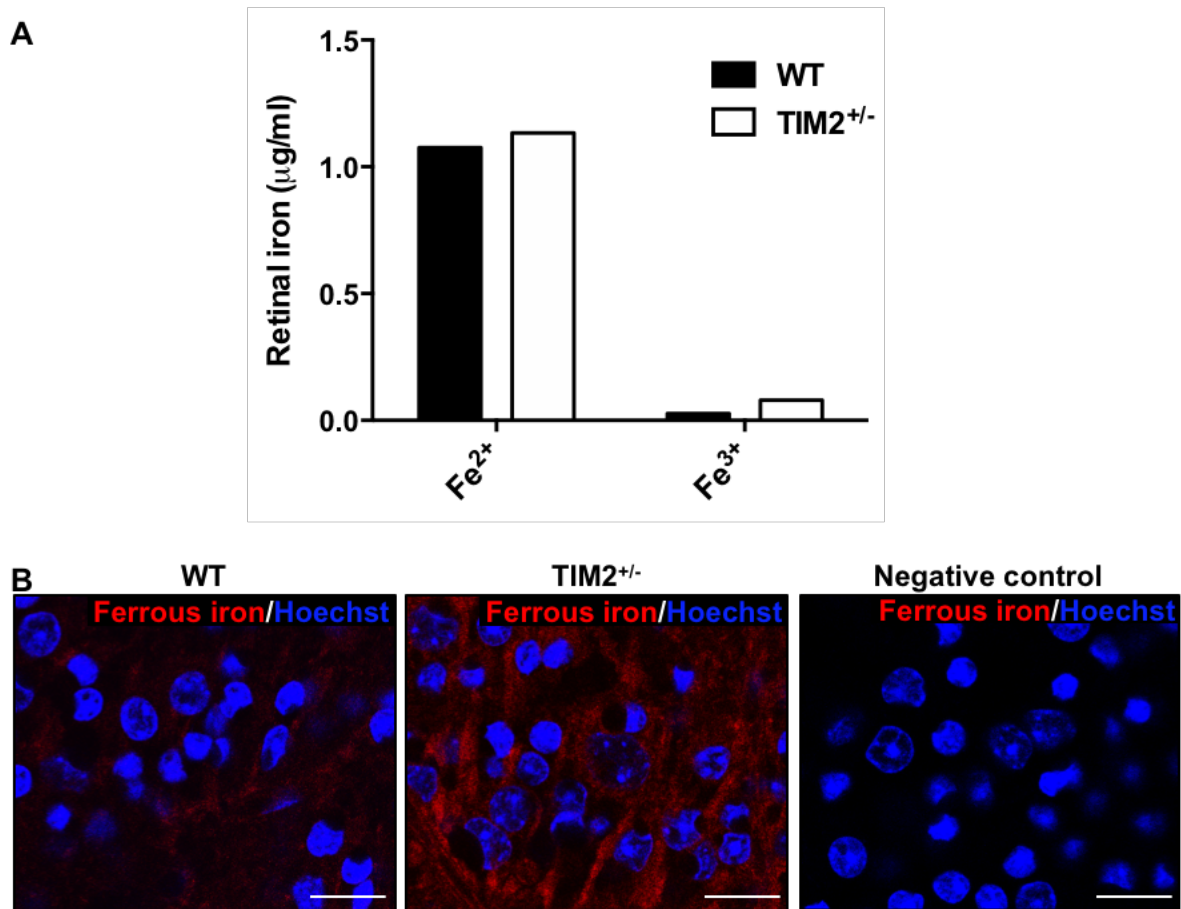 A
1.5
WT
TIM2+/-
1.0
0.5
0.0
Retinal iron (µg/ml)
Fe2+
Fe3+
B
WT
TIM2+/-
Negative control
Ferrous iron/Hoechst
Ferrous iron/Hoechst
Ferrous iron/Hoechst